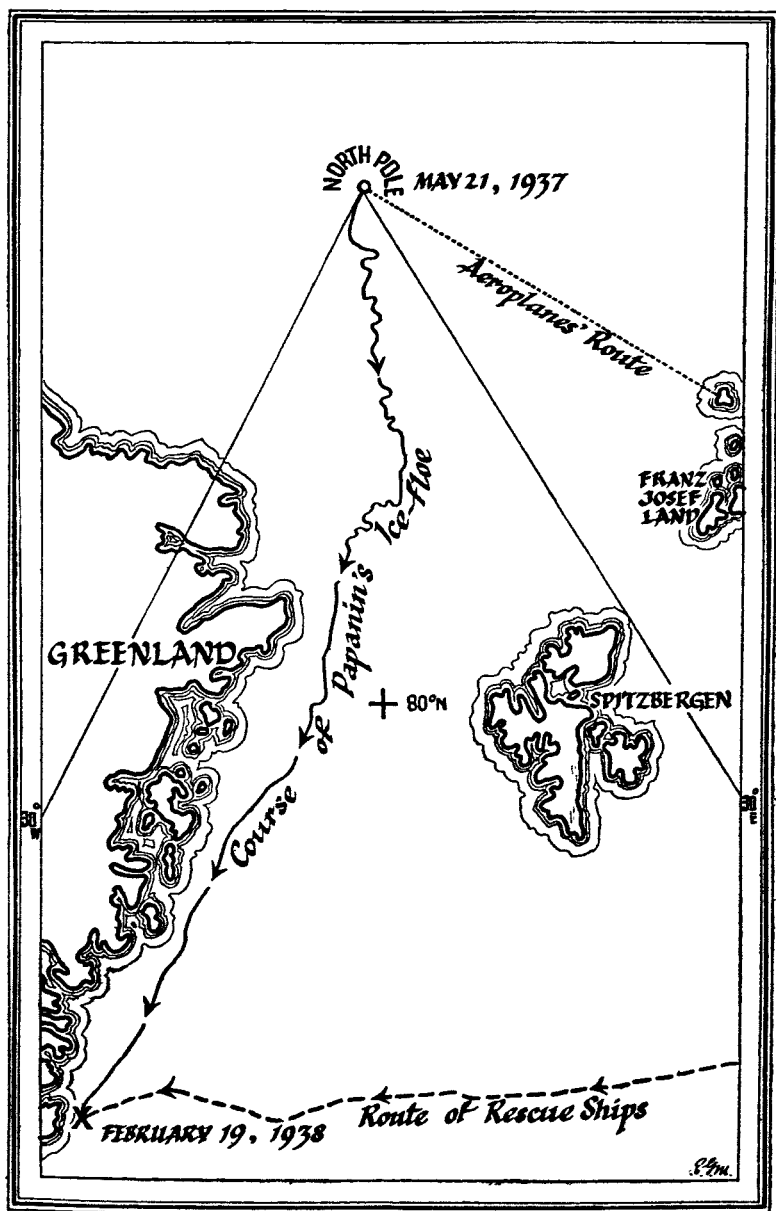 NORTH POLE
MAY 21, 1937
Aeroplanes' Route
FRANZ
JOSEF
LAND
Course of Papanin's Ice-floe
GREENLAND
80°N
SPITZBERGEN
30°
W
30°
E
Route of Rescue Ships
FEBRUARY 19, 1938